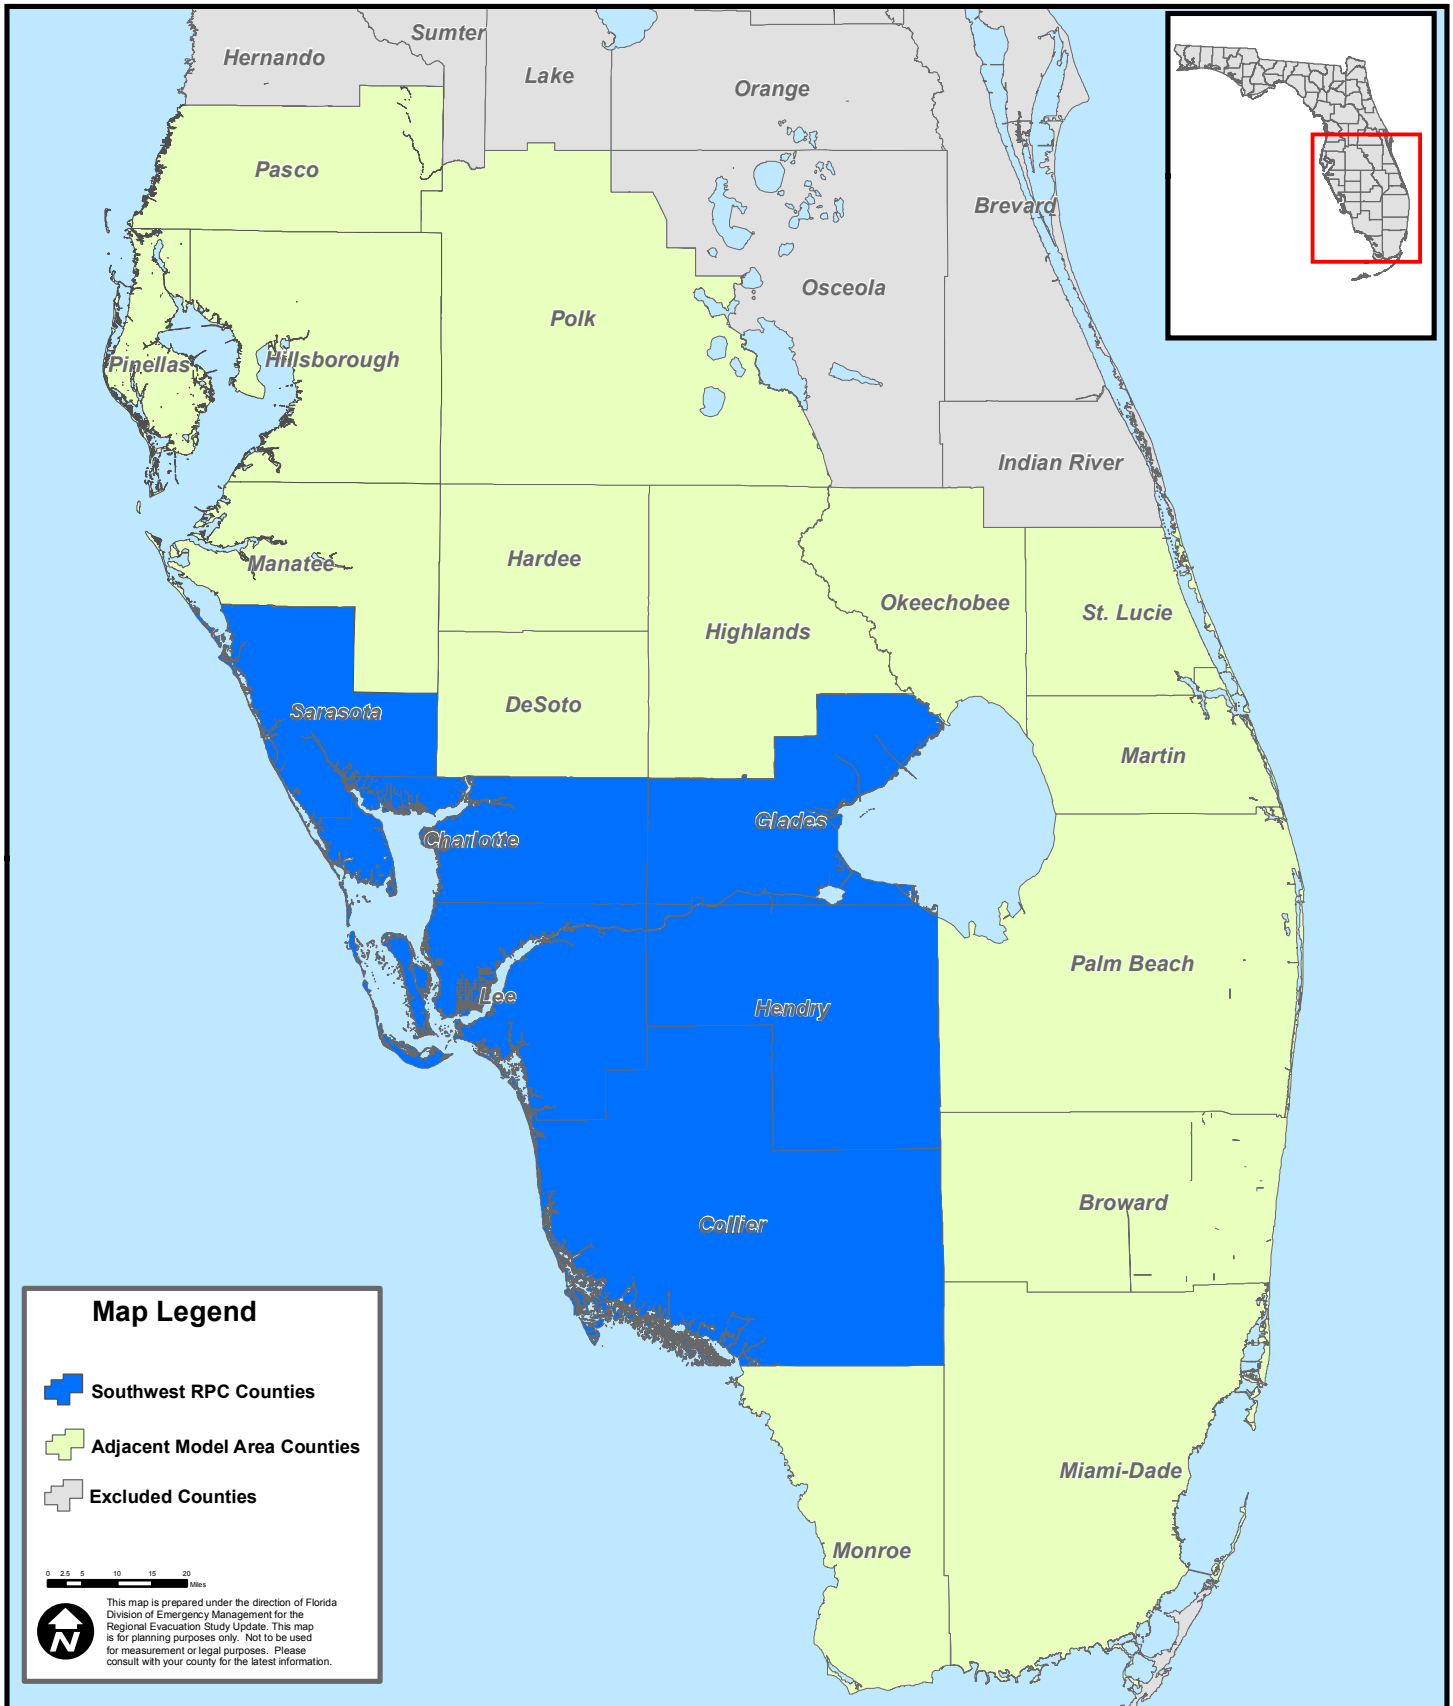 Sumter
Hernando
Lake
Orange
Pasco
Brevard
Osceola
Polk
Pinellas
Hillsborough
Indian River
Manatee
Hardee
Okeechobee
St. Lucie
Highlands
DeSoto
Sarasota
Martin
Glades
Charlotte
Palm Beach
Lee
Hendry
Broward
Collier
Miami-Dade
Monroe
Map Legend
Southwest RPC Counties
Adjacent Model Area Counties
Excluded Counties
0 2.5 5 10 15 20
Miles
N
This map is prepared under the direction of Florida
Division of Emergency Management for the
Regional Evacuation Study Update. This map
is for planning purposes only. Not to be used
for measurement or legal purposes. Please
consult with your county for the latest information.